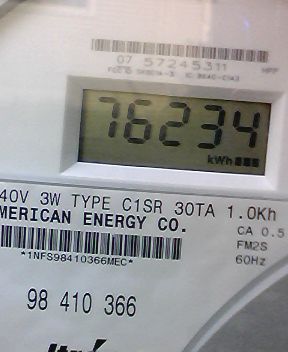 07 57245311
76234
kWh
40V 3W TYPE C1SR 30TA 1.0Kh
MERICAN ENERGY CO.
CA 0.5
FM2S
60Hz
*1NFS98410366MEC*
98 410 366